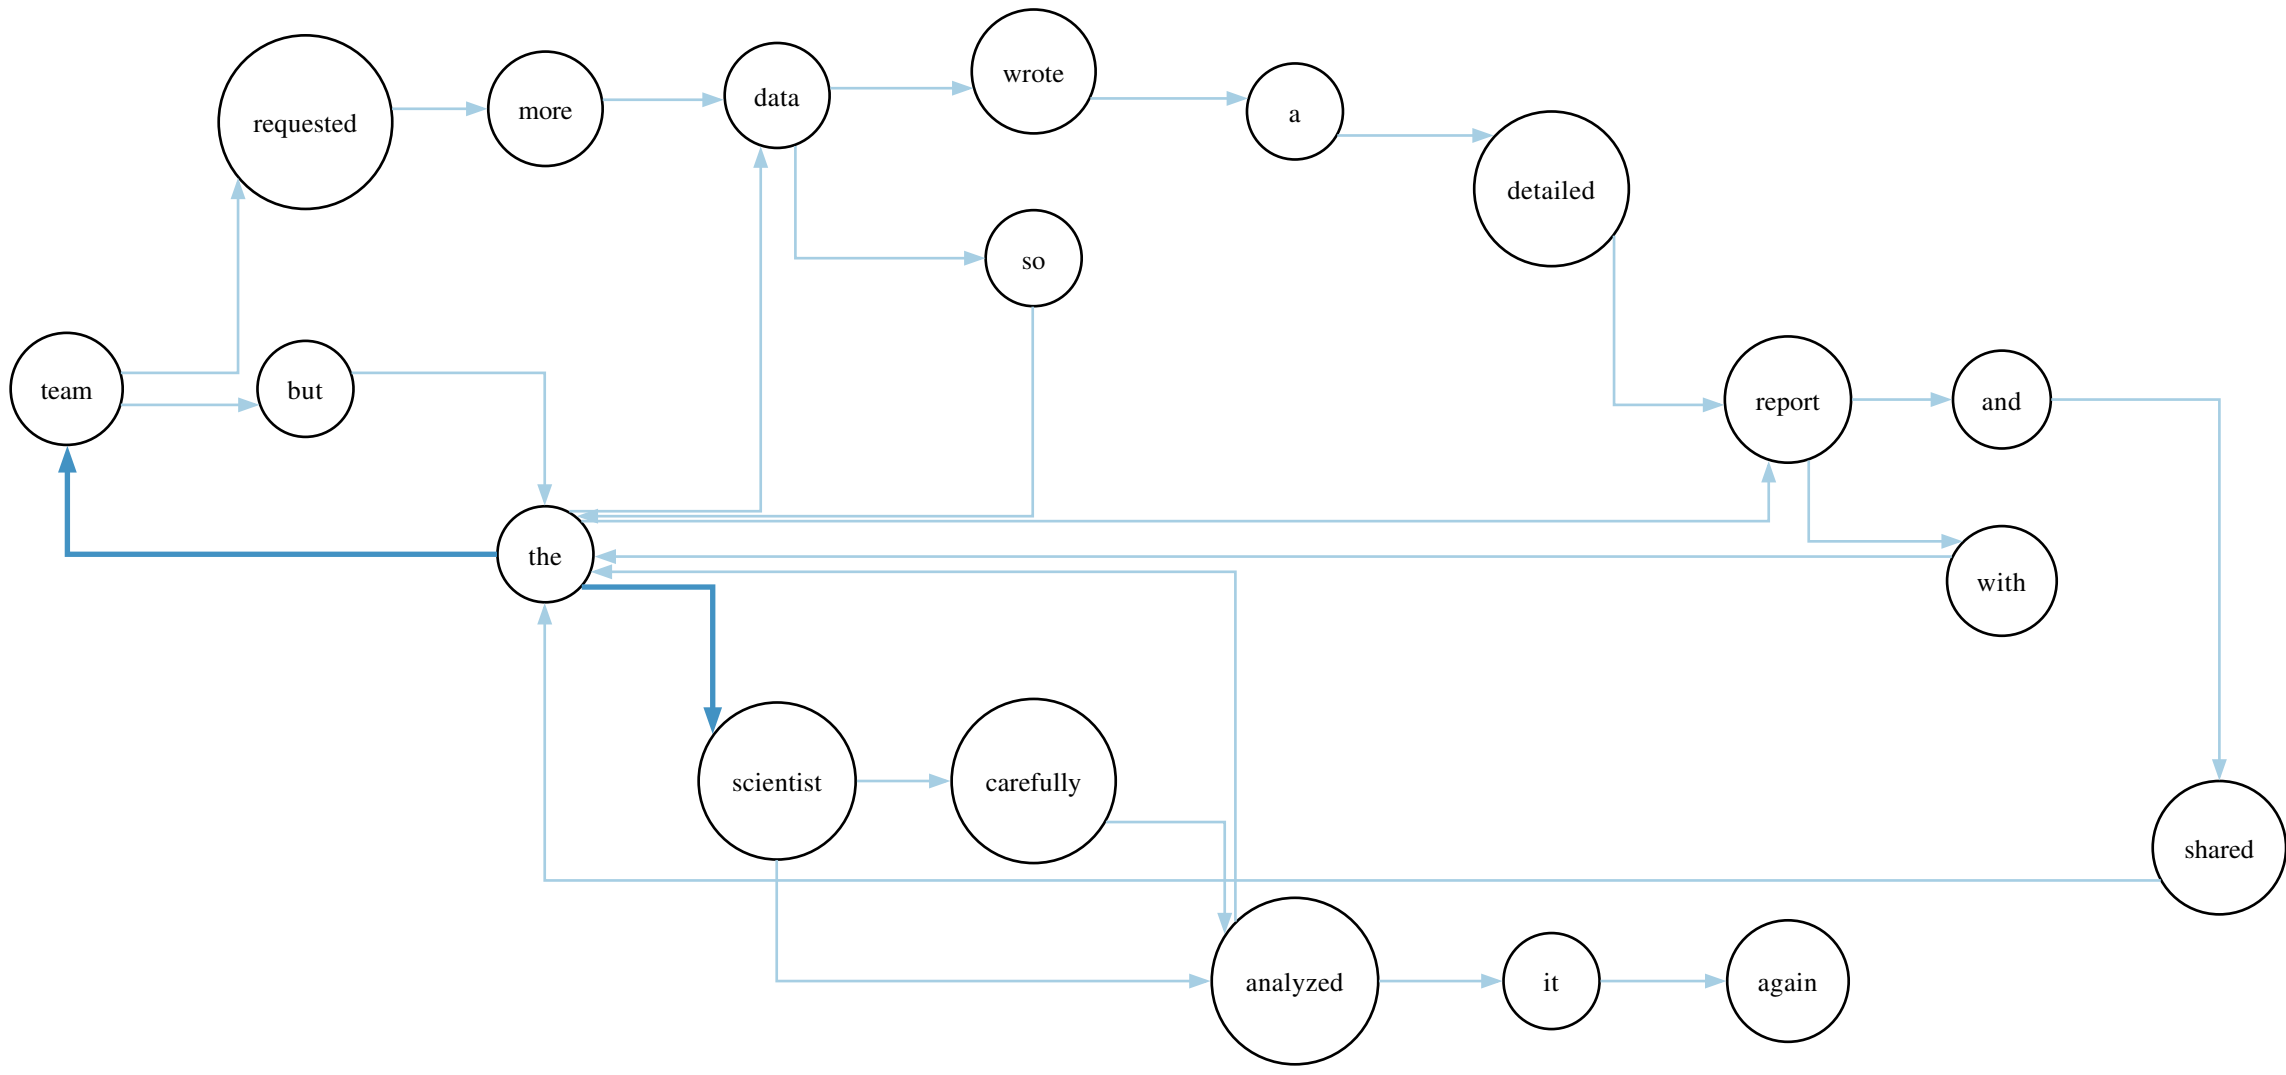 requested
more
data
wrote
a
detailed
so
team
but
report
and
the
with
scientist
carefully
shared
analyzed
it
again